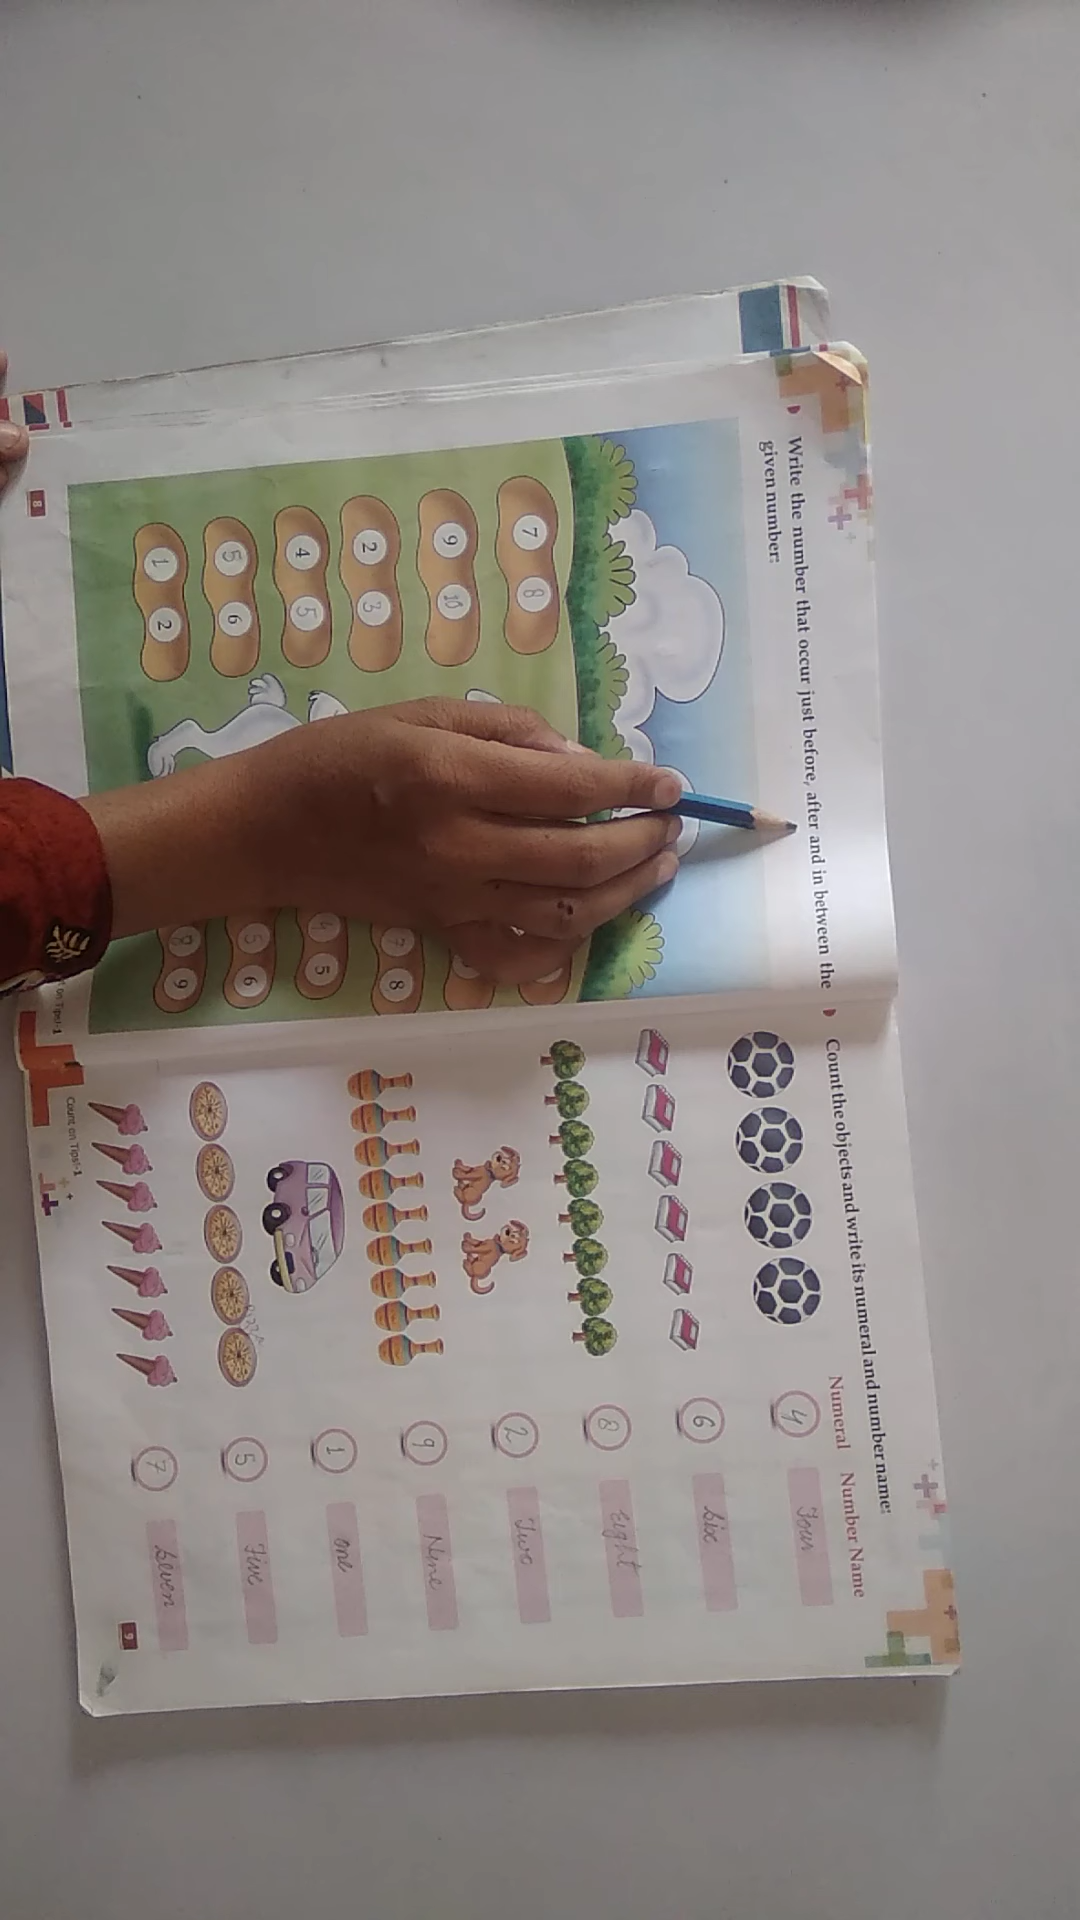 Write the number that occur just before, after and in between the
given number:
7 8
9 10
2 3
4 5
5 6
1 2
7 8
4 5
5 6
8 9
8
Count on Tips!-1
Count the objects and write its numeral and number name:
Numeral Number Name
4 Four
6 Six
8 Eight
2 Two
9 Nine
1 one
5 Five
7 Seven
Count on Tips!-1
9